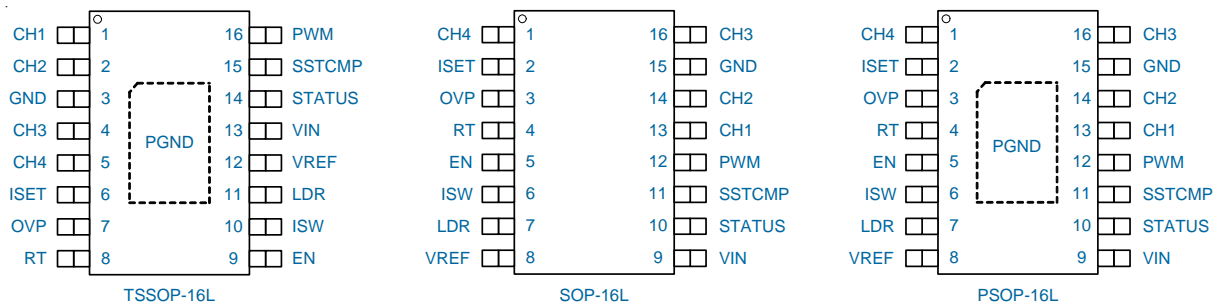 CH1 1 16 PWM CH4 1 16 CH3 CH4 1 16 CH3
CH2 2 15 SSTCMP ISET 2 15 GND ISET 2 15 GND
GND 3 14 STATUS OVP 3 14 CH2 OVP 3 14 CH2
CH3 4 13 VIN RT 4 13 CH1 RT 4 13 CH1
PGND PGND
CH4 5 12 VREF EN 5 12 PWM EN 5 12 PWM
ISET 6 11 LDR ISW 6 11 SSTCMP ISW 6 11 SSTCMP
OVP 7 10 ISW LDR 7 10 STATUS LDR 7 10 STATUS
RT 8 9 EN VREF 8 9 VIN VREF 8 9 VIN
TSSOP-16L SOP-16L PSOP-16L